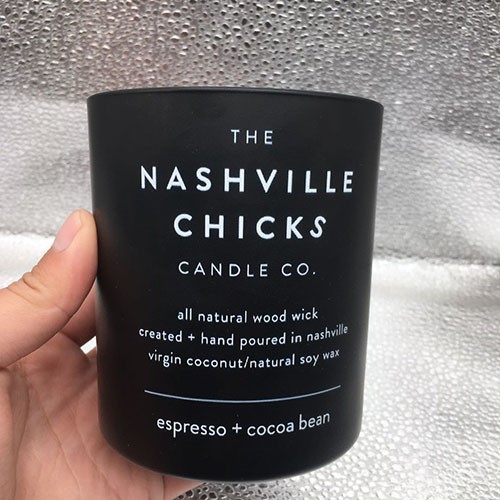 THE
NASHVILLE
CHICKS
CANDLE CO.
all natural wood wick
created + hand poured in nashville
virgin coconut/natural soy wax
espresso + cocoa bean